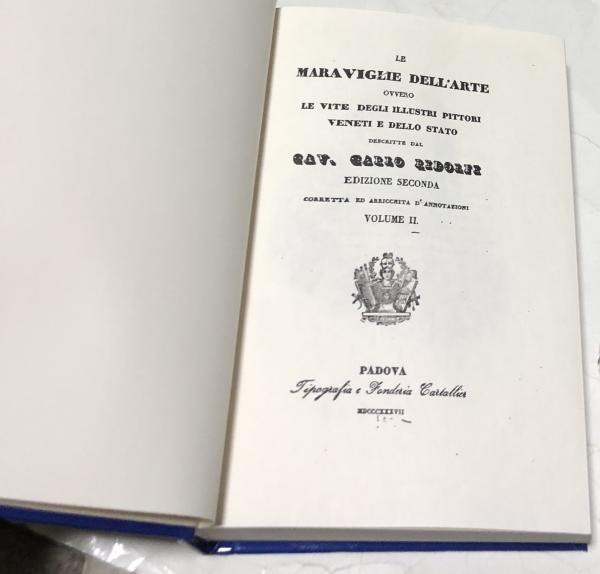 LE
MARAVIGLIE DELL'ARTE
OVVERO
LE VITE DEGLI ILLUSTRI PITTORI
VENETI E DELLO STATO
DESCRITTE DAL
CAV. CARLO RIDOLFI
EDIZIONE SECONDA
CORRETTA ED ARRICCHITA D'ANNOTAZIONI
VOLUME II.
PADOVA
Tipografia e Fonderia Cartallier
MDCCCXXXVII